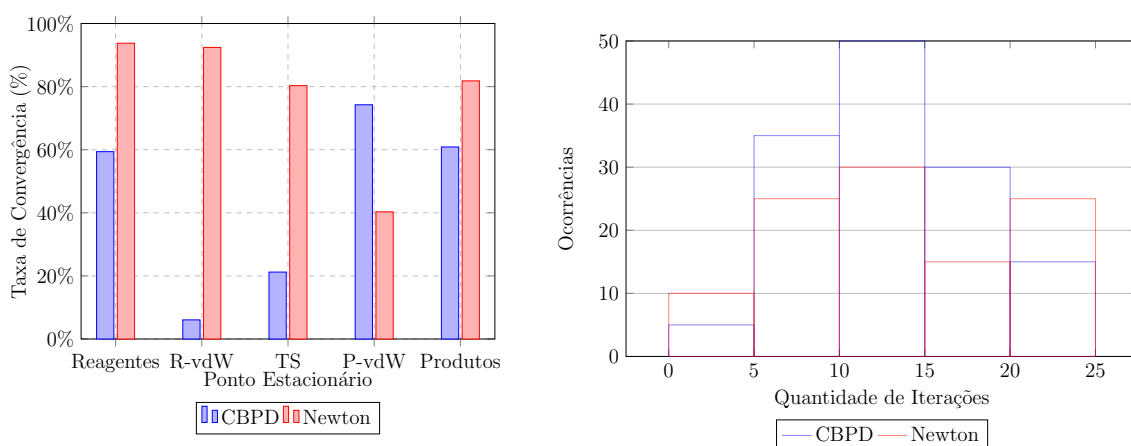 100%
80%
60%
40%
20%
0%
Taxa de Convergência (%)
Reagentes R-vdW TS P-vdW Produtos
Ponto Estacionário
CBPD Newton
50
40
30
20
10
0
Ocorrências
0 5 10 15 20 25
Quantidade de Iterações
CBPD Newton